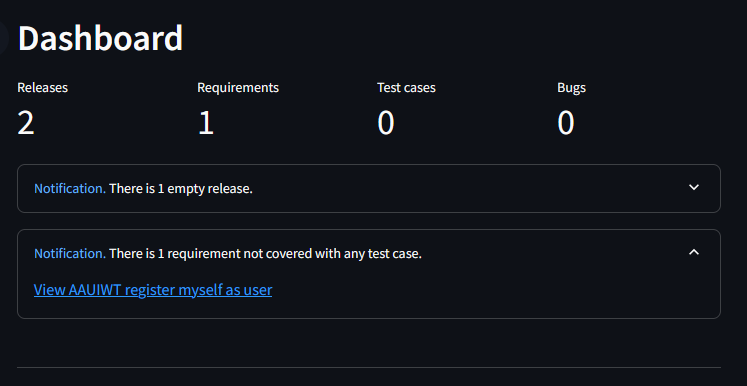 Dashboard
Releases Requirements Test cases Bugs
2 1 0 0
Notification. There is 1 empty release.
Notification. There is 1 requirement not covered with any test case.
View AAUIWT register myself as user